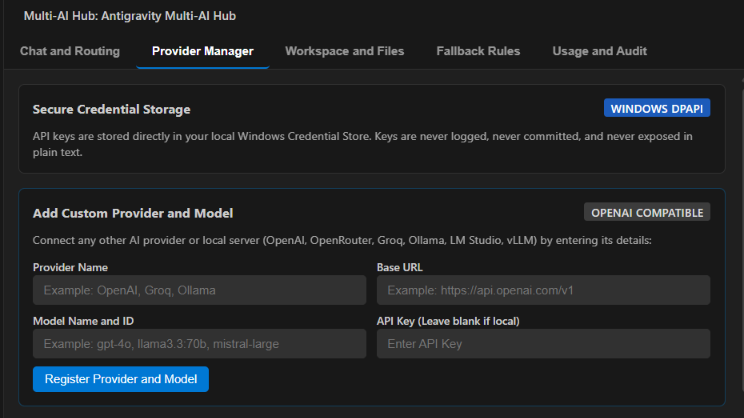 Multi-AI Hub: Antigravity Multi-AI Hub
Chat and Routing Provider Manager Workspace and Files Fallback Rules Usage and Audit
Secure Credential Storage WINDOWS DPAPI
API keys are stored directly in your local Windows Credential Store. Keys are never logged, never committed, and never exposed in
plain text.
Add Custom Provider and Model OPENAI COMPATIBLE
Connect any other AI provider or local server (OpenAI, OpenRouter, Groq, Ollama, LM Studio, vLLM) by entering its details:
Provider Name Base URL
Example: OpenAI, Groq, Ollama Example: https://api.openai.com/v1
Model Name and ID API Key (Leave blank if local)
Example: gpt-4o, llama3.3:70b, mistral-large Enter API Key
Register Provider and Model